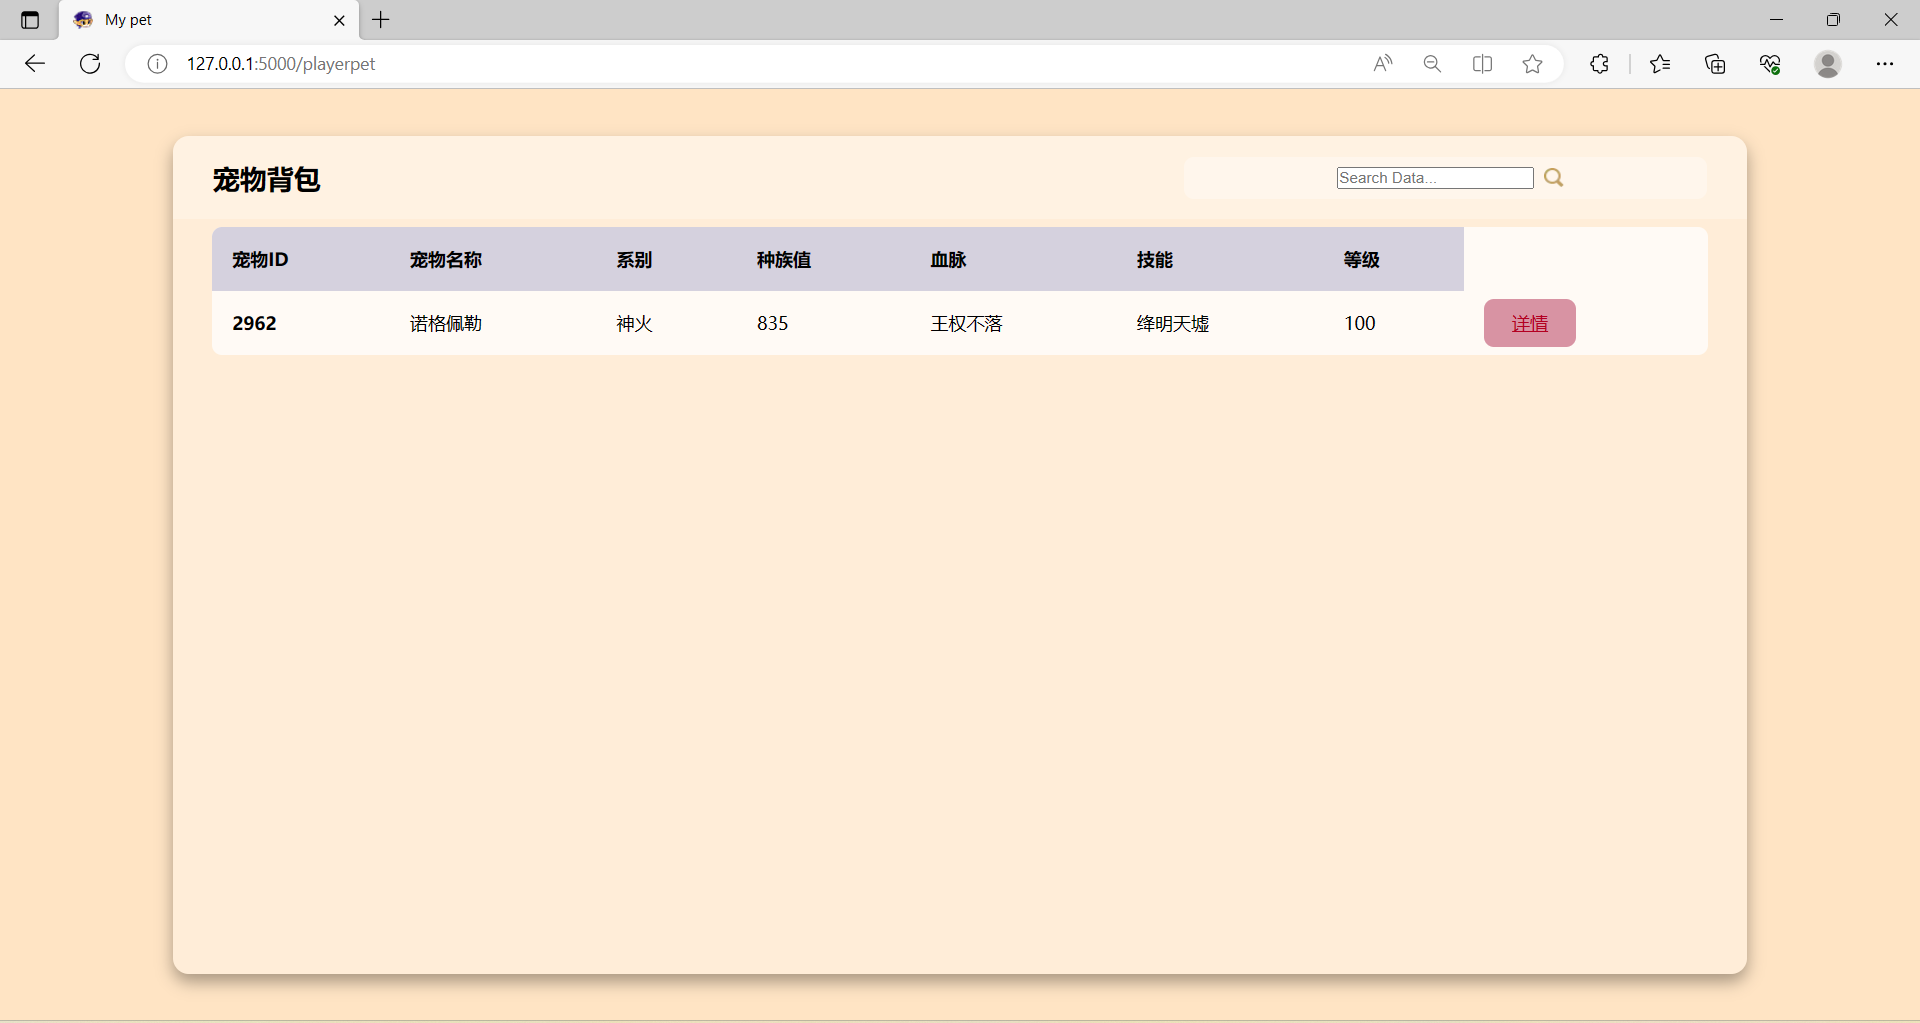 My pet
127.0.0.1:5000/playerpet
宠物背包
Search Data...
宠物ID 宠物名称 系别 种族值 血脉 技能 等级
2962 诺格佩勒 神火 835 王权不落 绛明天墟 100 详情